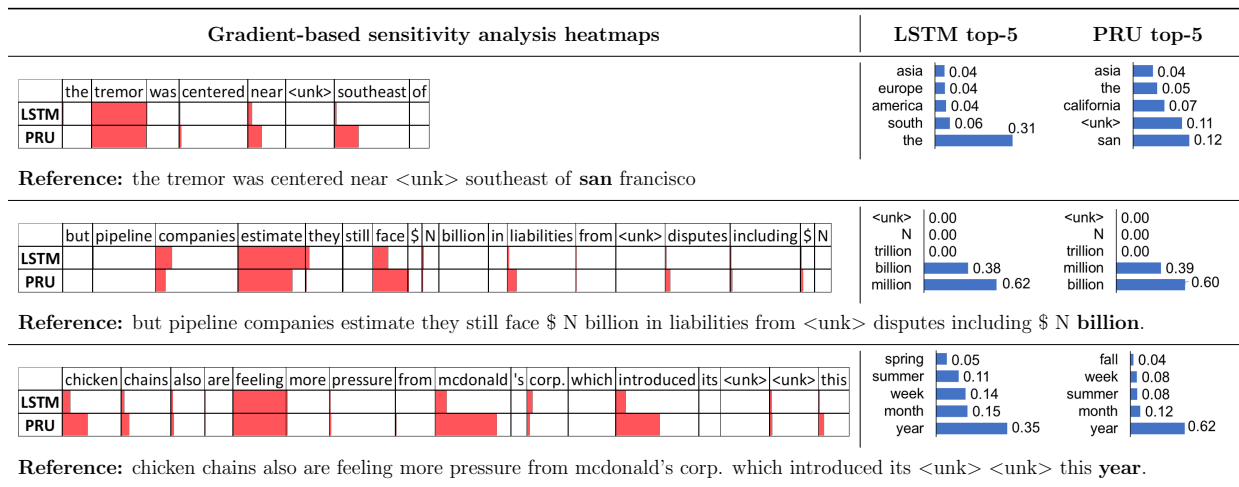 Gradient-based sensitivity analysis heatmaps LSTM top-5 PRU top-5
the tremor was centered near <unk> southeast of
LSTM
PRU
asia 0.04
europe 0.04
america 0.04
south 0.06
the 0.31
asia 0.04
the 0.05
california 0.07
<unk> 0.11
san 0.12
Reference: the tremor was centered near <unk> southeast of san francisco
but pipeline companies estimate they still face $ N billion in liabilities from <unk> disputes including $ N
LSTM
PRU
<unk> 0.00
N 0.00
trillion 0.00
billion 0.38
million 0.62
<unk> 0.00
N 0.00
trillion 0.00
million 0.39
billion 0.60
Reference: but pipeline companies estimate they still face $ N billion in liabilities from <unk> disputes including $ N billion.
chicken chains also are feeling more pressure from mcdonald 's corp. which introduced its <unk> <unk> this
LSTM
PRU
spring 0.05
summer 0.11
week 0.14
month 0.15
year 0.35
fall 0.04
week 0.08
summer 0.08
month 0.12
year 0.62
Reference: chicken chains also are feeling more pressure from mcdonald's corp. which introduced its <unk> <unk> this year.